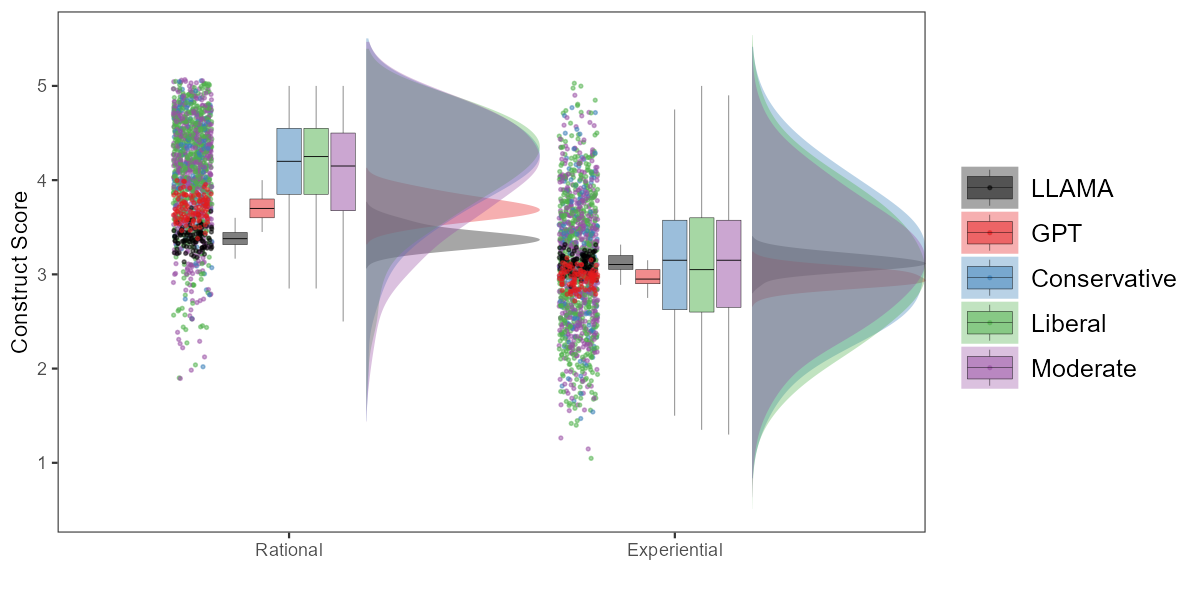 Construct Score
5
4
3
2
1
Rational
Experiential
LLAMA
GPT
Conservative
Liberal
Moderate